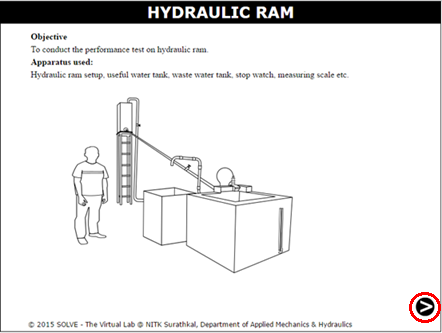 HYDRAULIC RAM
Objective
To conduct the performance test on hydraulic ram.
Apparatus used:
Hydraulic ram setup, useful water tank, waste water tank, stop watch, measuring scale etc.
© 2015 SOLVE - The Virtual Lab @ NITK Surathkal, Department of Applied Mechanics & Hydraulics